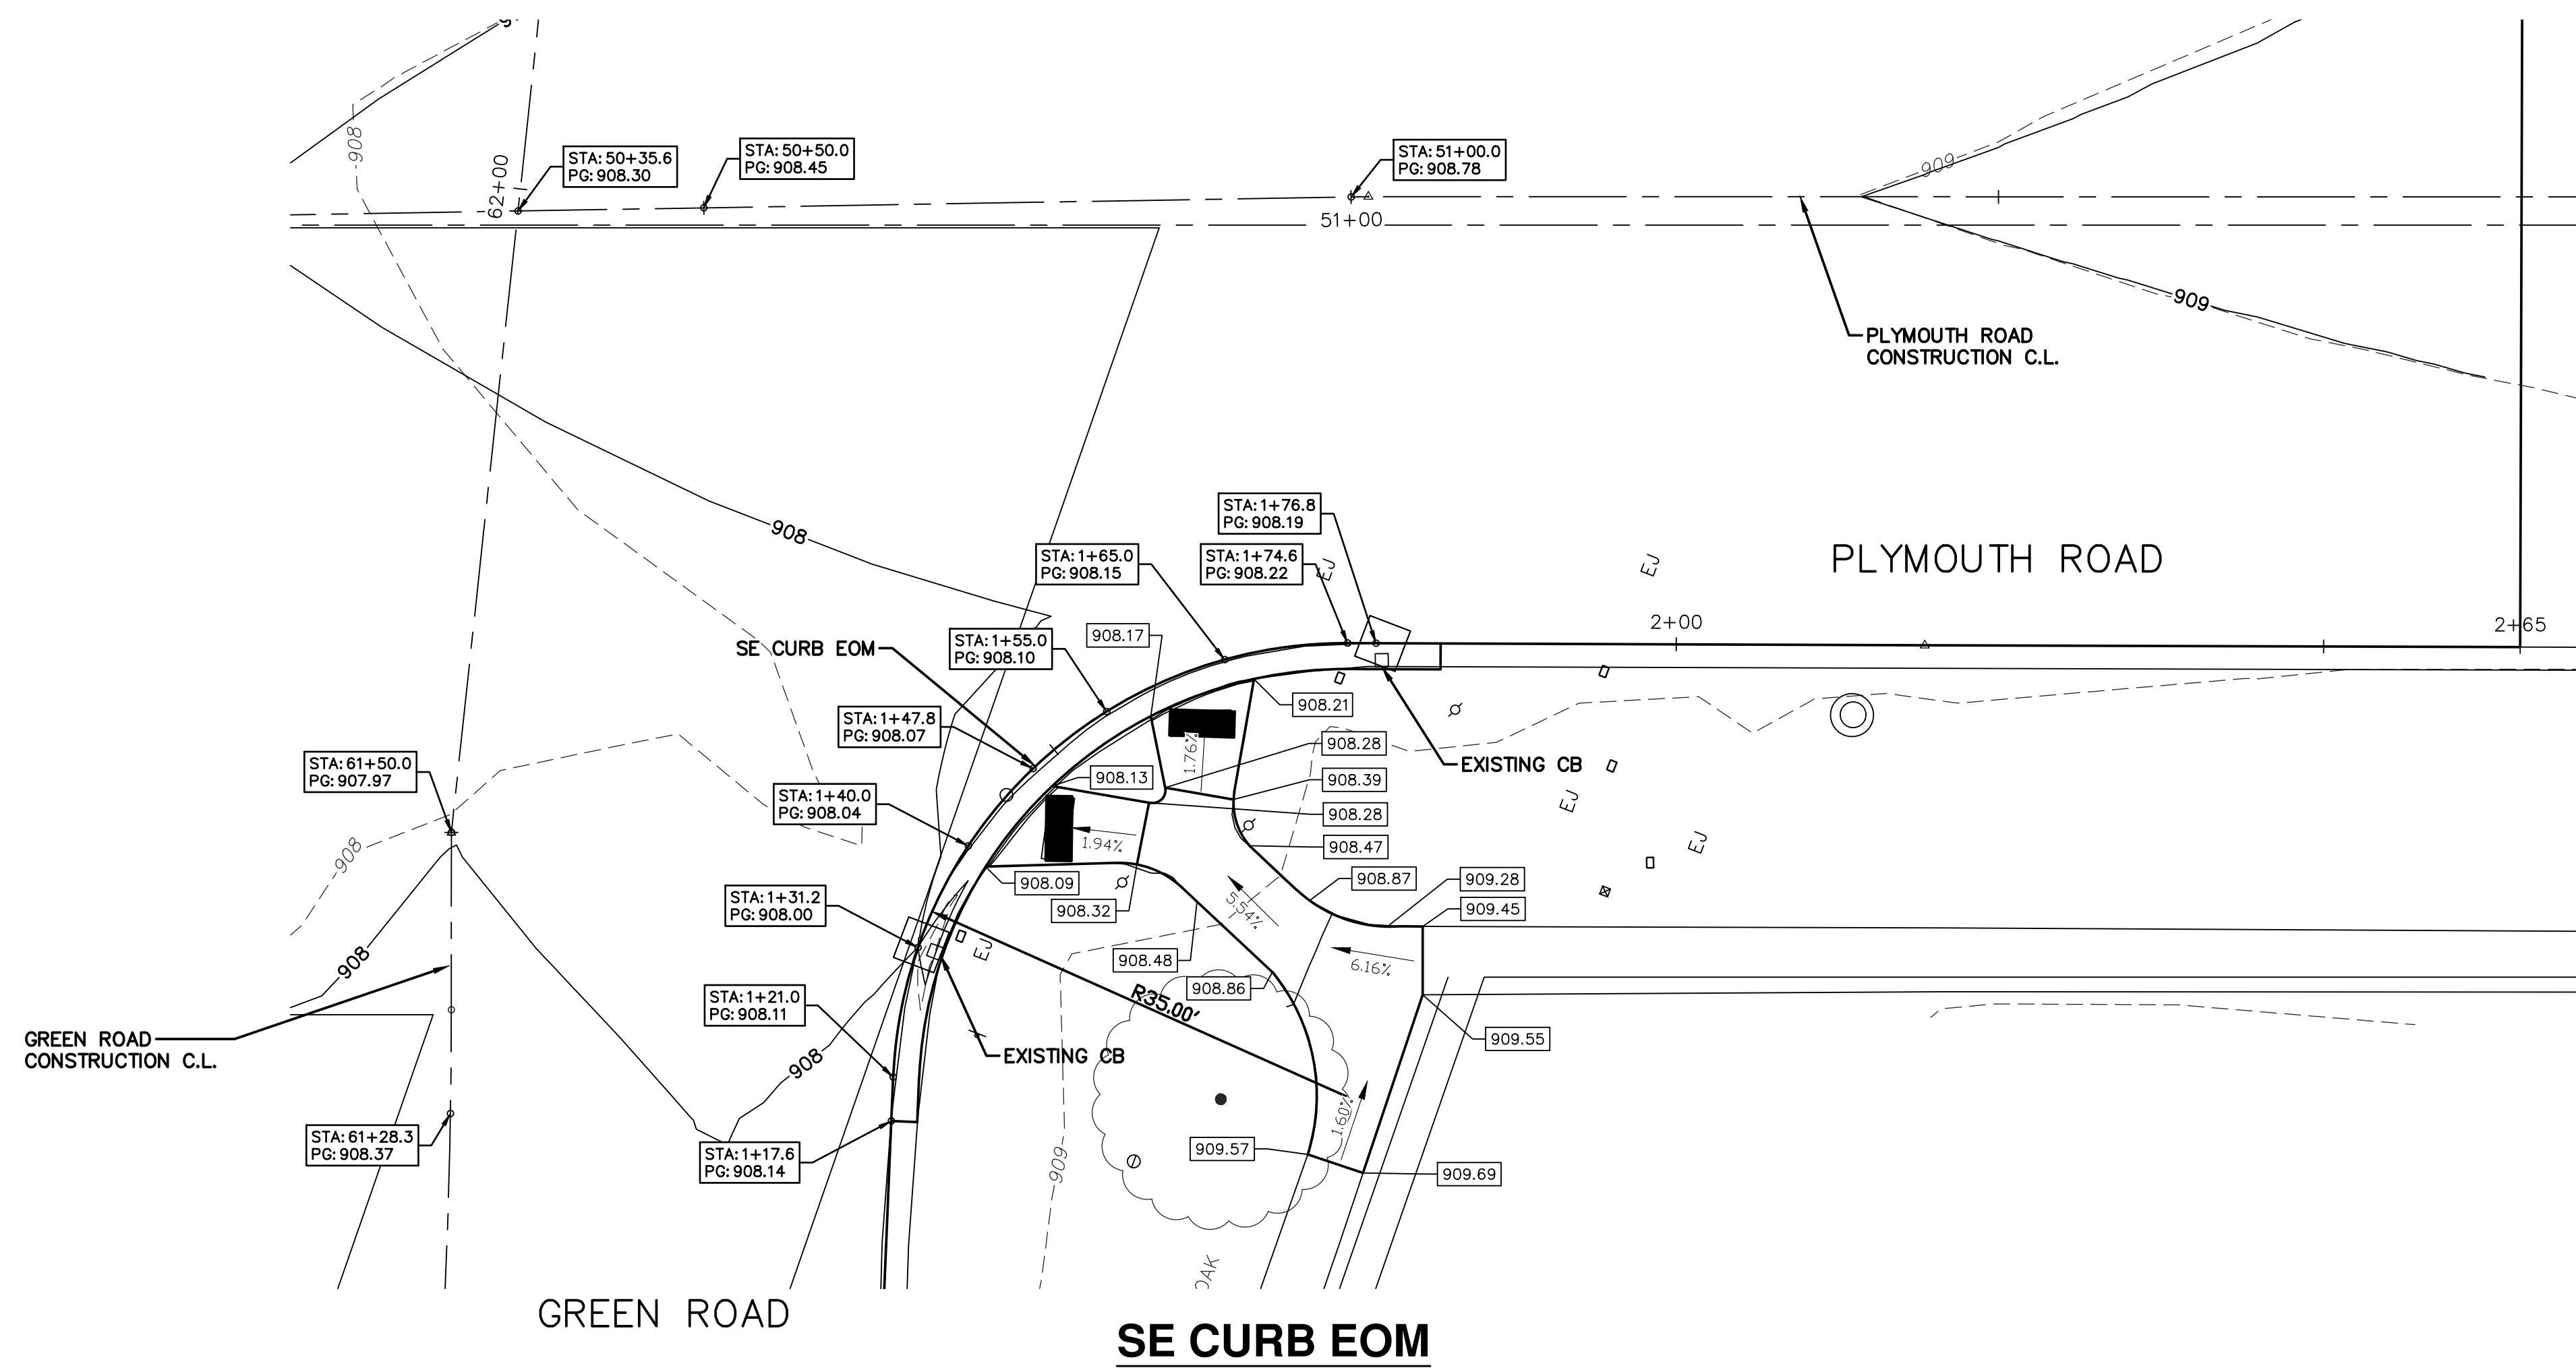 908
62+00
STA: 50+35.6
PG: 908.30
STA: 50+50.0
PG: 908.45
STA: 51+00.0
PG: 908.78
51+00
909
909
PLYMOUTH ROAD
CONSTRUCTION C.L.
908
STA: 1+76.8
PG: 908.19
STA: 1+65.0
PG: 908.15
STA: 1+74.6
PG: 908.22
EJ
EJ
PLYMOUTH ROAD
2+00
2+65
SE CURB EOM
STA: 1+55.0
PG: 908.10
908.17
908.21
STA: 1+47.8
PG: 908.07
1.76%
908.28
EXISTING CB
STA: 61+50.0
PG: 907.97
908.13
908.39
STA: 1+40.0
PG: 908.04
908.28
EJ
908
1.94%
908.47
EJ
908.09
908.87
909.28
STA: 1+31.2
PG: 908.00
908.32
5.54%
909.45
908
EJ
908.48
6.16%
908.86
STA: 1+21.0
PG: 908.11
R35.00'
GREEN ROAD
CONSTRUCTION C.L.
908
EXISTING CB
909.55
STA: 61+28.3
PG: 908.37
STA: 1+17.6
PG: 908.14
909
1.60%
909.57
909.69
OAK
GREEN ROAD
SE CURB EOM